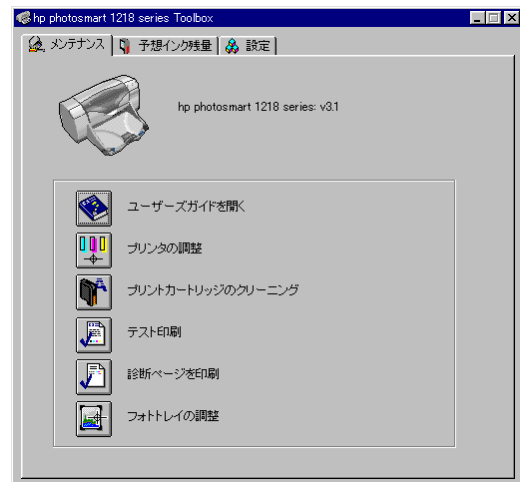 hp photosmart 1218 series Toolbox
メンテナンス 予想インク残量 設定
hp photosmart 1218 series: v3.1
ユーザーズガイドを開く
プリンタの調整
プリントカートリッジのクリーニング
テスト印刷
診断ページを印刷
フォトトレイの調整